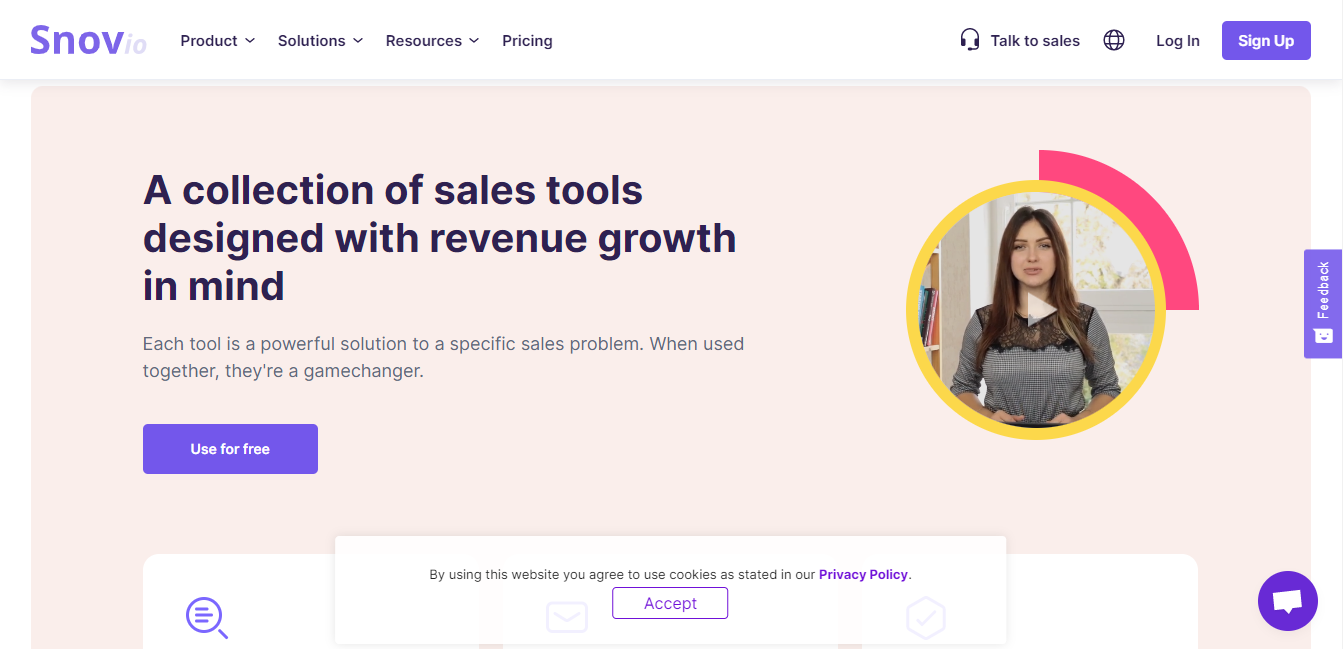 Snovio
Product
Solutions
Resources
Pricing
Talk to sales
Log In
Sign Up
A collection of sales tools
designed with revenue growth
in mind
Each tool is a powerful solution to a specific sales problem. When used
together, they're a gamechanger.
Use for free
Feedback
By using this website you agree to use cookies as stated in our Privacy Policy.
Accept